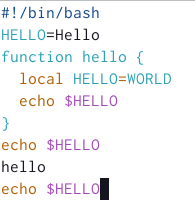 #!/bin/bash
HELLO=Hello
function hello {
  local HELLO=WORLD
  echo $HELLO
}
echo $HELLO
hello
echo $HELLO